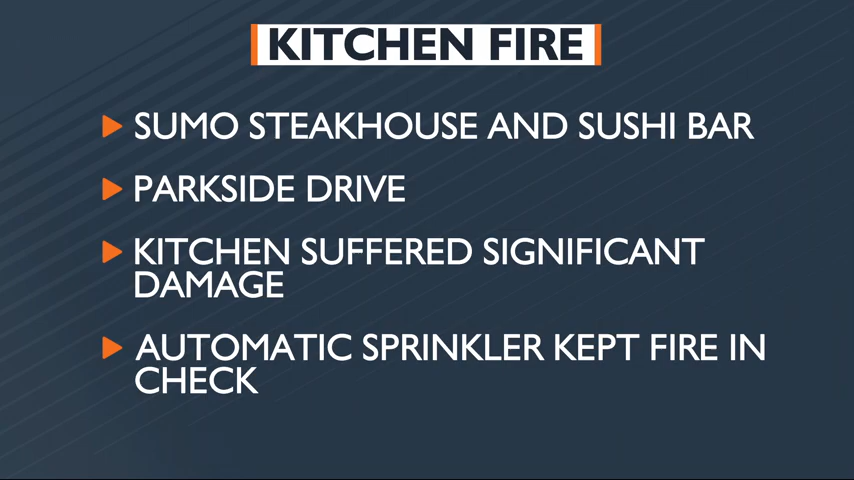 KITCHEN FIRE
SUMO STEAKHOUSE AND SUSHI BAR
PARKSIDE DRIVE
KITCHEN SUFFERED SIGNIFICANT
DAMAGE
AUTOMATIC SPRINKLER KEPT FIRE IN
CHECK